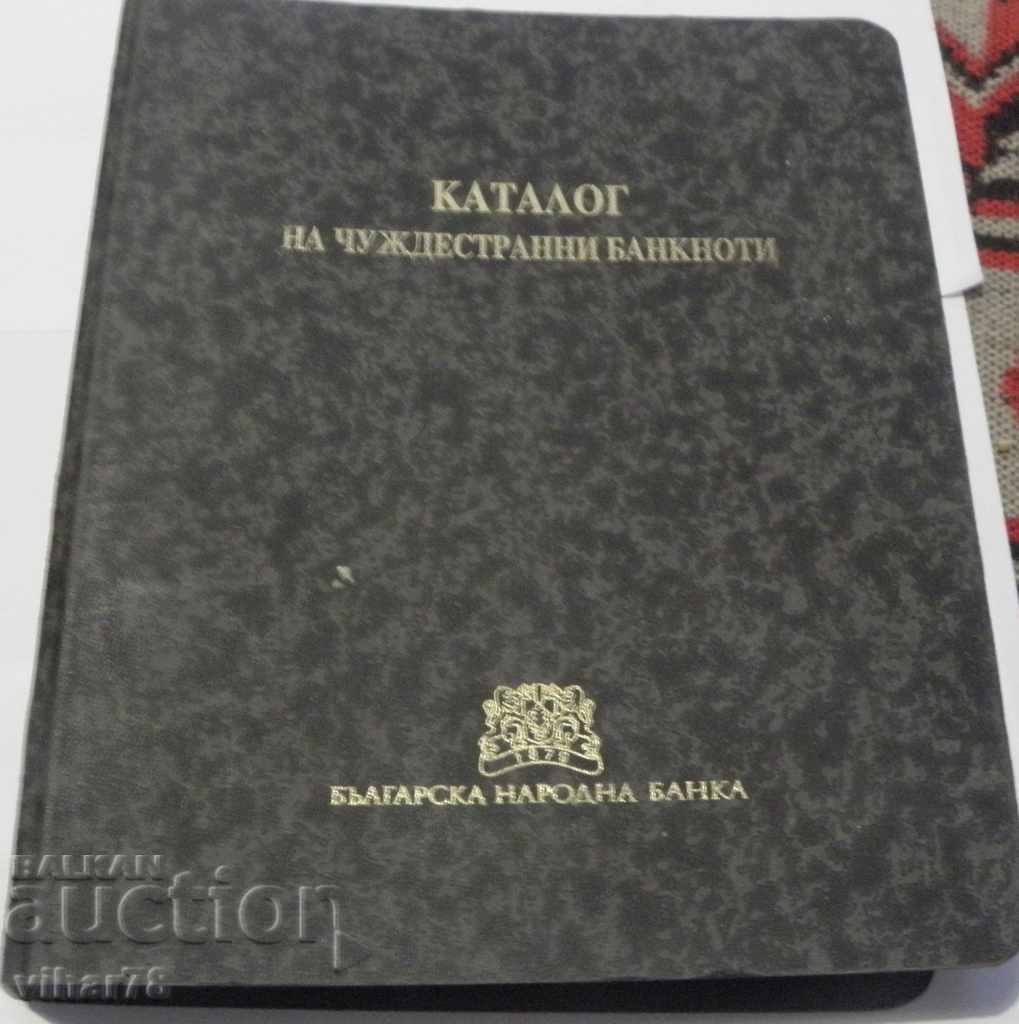 КАТАЛОГ
НА ЧУЖДЕСТРАННИ БАНКНОТИ
1879
БЪЛГАРСКА НАРОДНА БАНКА
BALKAN
auction
vihar78